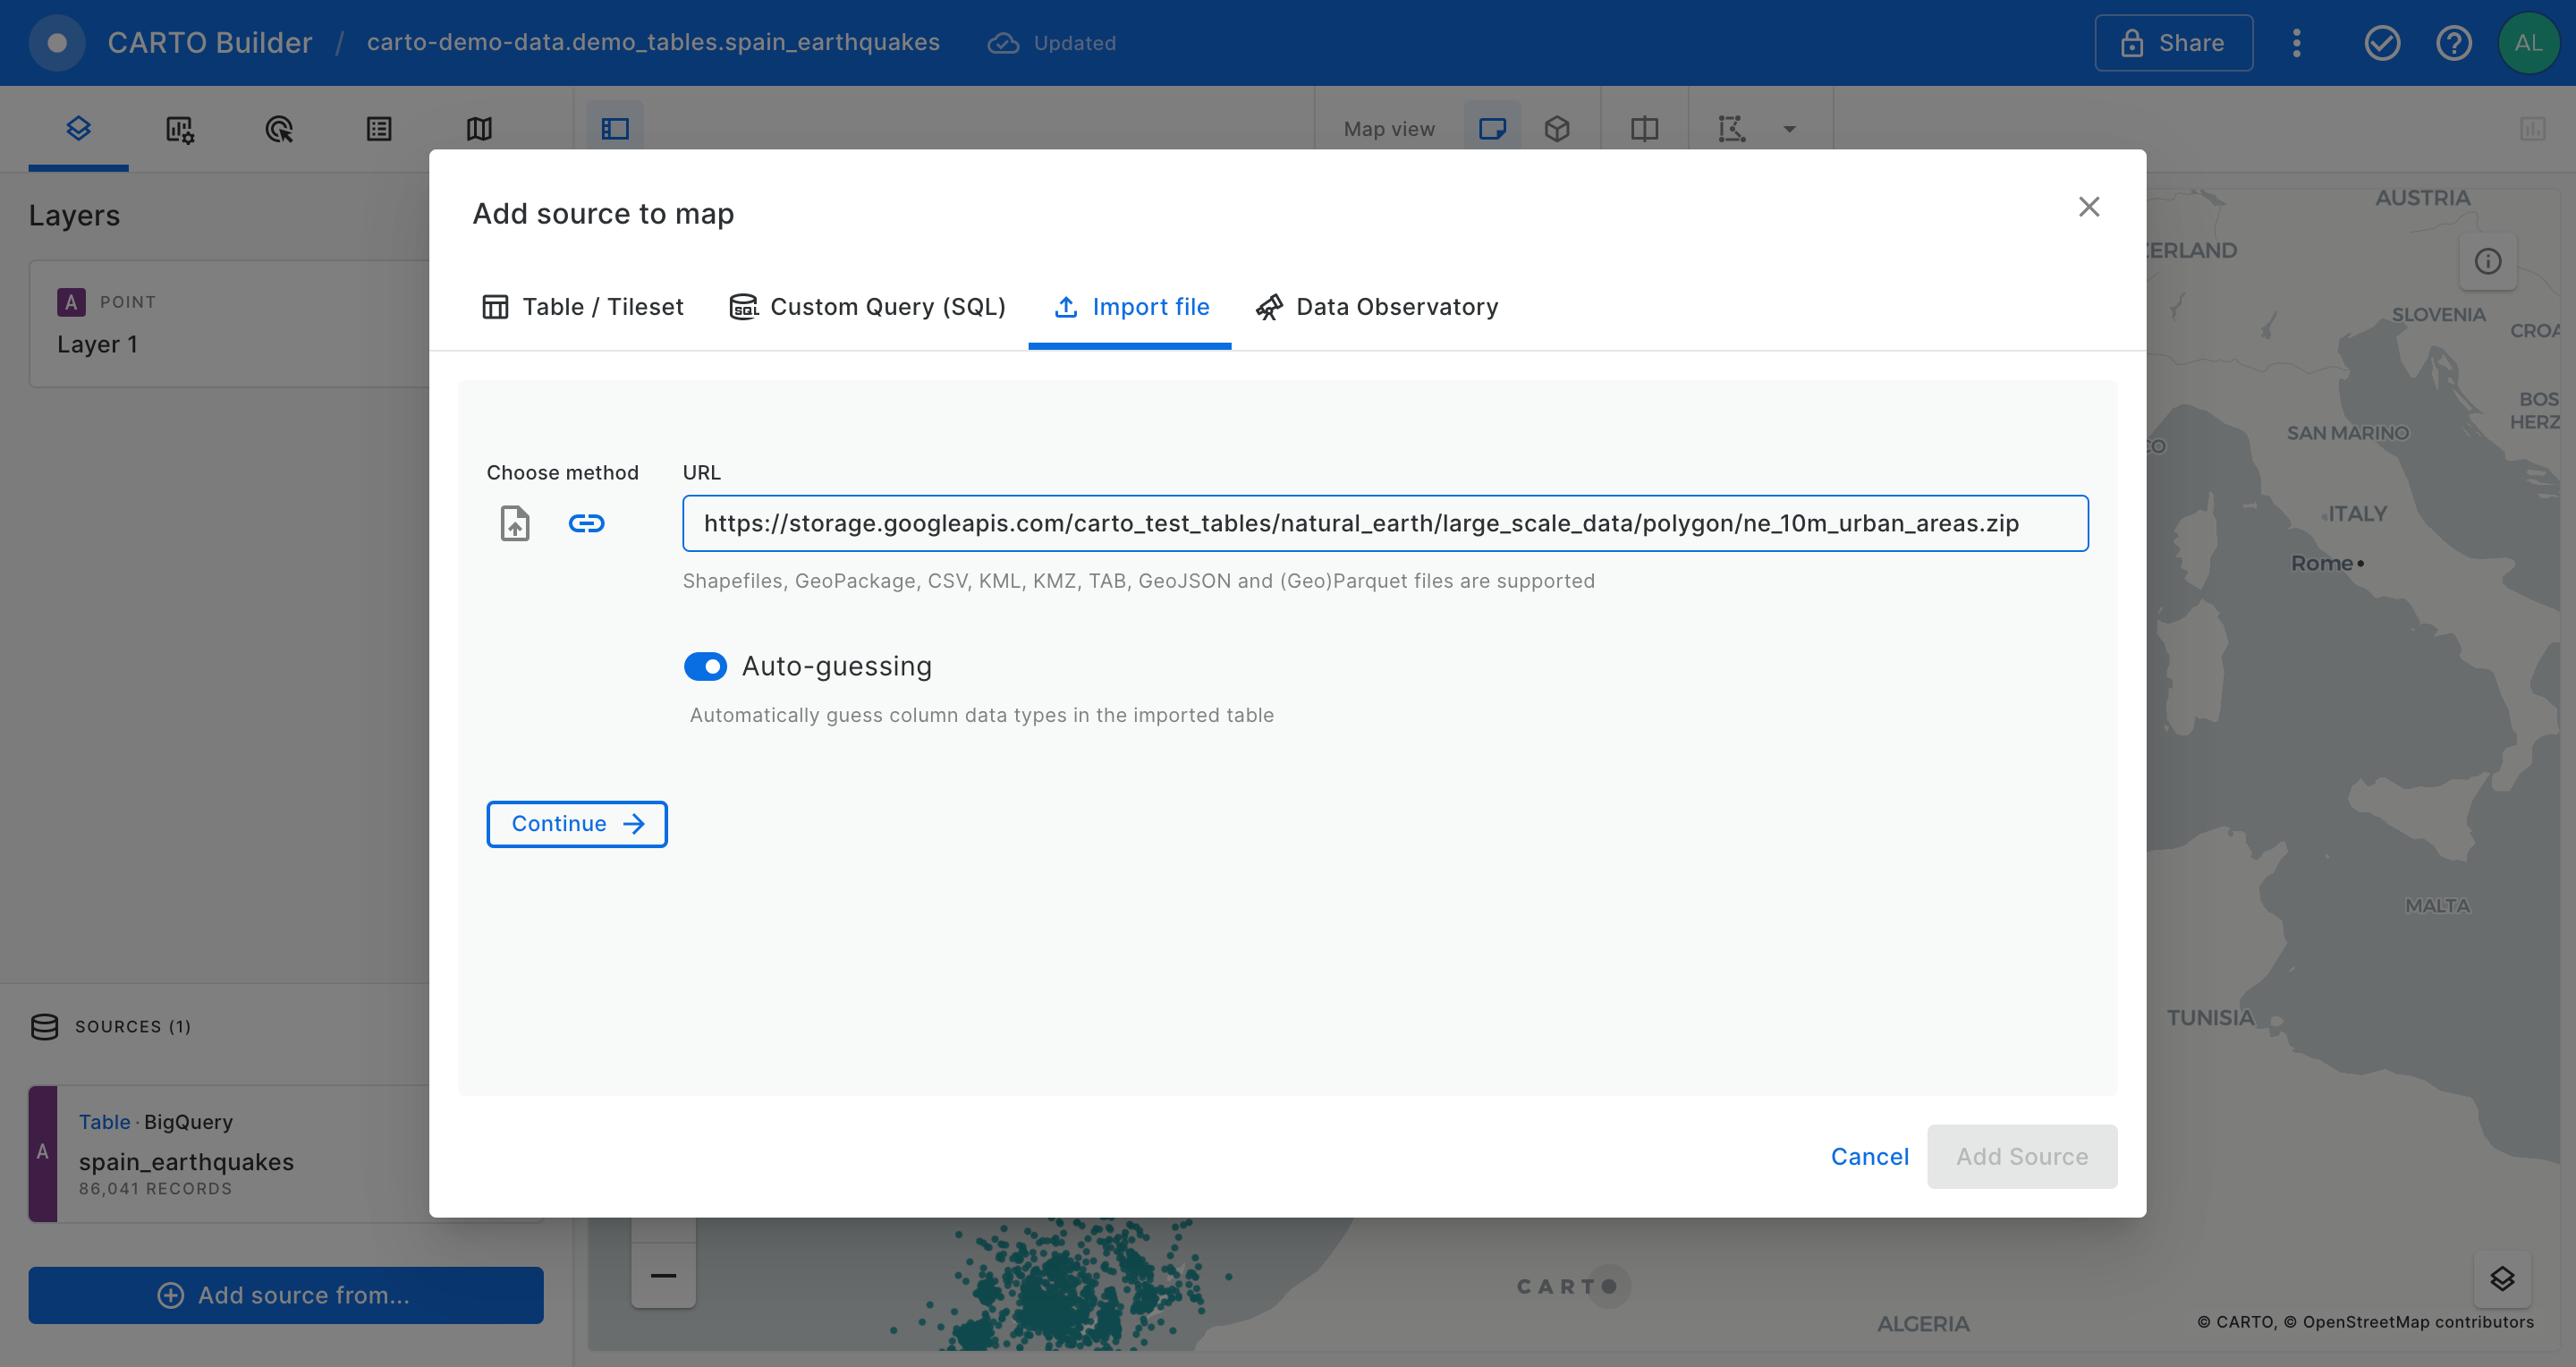 CARTO Builder / carto-demo-data.demo_tables.spain_earthquakes Updated
Share
AL
Map view
Layers
A POINT
Layer 1
SOURCES (1)
A
Table · BigQuery
spain_earthquakes
86,041 RECORDS
Add source from...
Add source to map
Table / Tileset
SQL Custom Query (SQL)
Import file
Data Observatory
Choose method
URL
https://storage.googleapis.com/carto_test_tables/natural_earth/large_scale_data/polygon/ne_10m_urban_areas.zip
Shapefiles, GeoPackage, CSV, KML, KMZ, TAB, GeoJSON and (Geo)Parquet files are supported
Auto-guessing
Automatically guess column data types in the imported table
Continue
Cancel
Add Source
AUSTRIA
ZERLAND
SLOVENIA
CROA
BOS
HERZ
SAN MARINO
CO
ITALY
Rome
MALTA
TUNISIA
ALGERIA
CARTO
© CARTO, © OpenStreetMap contributors